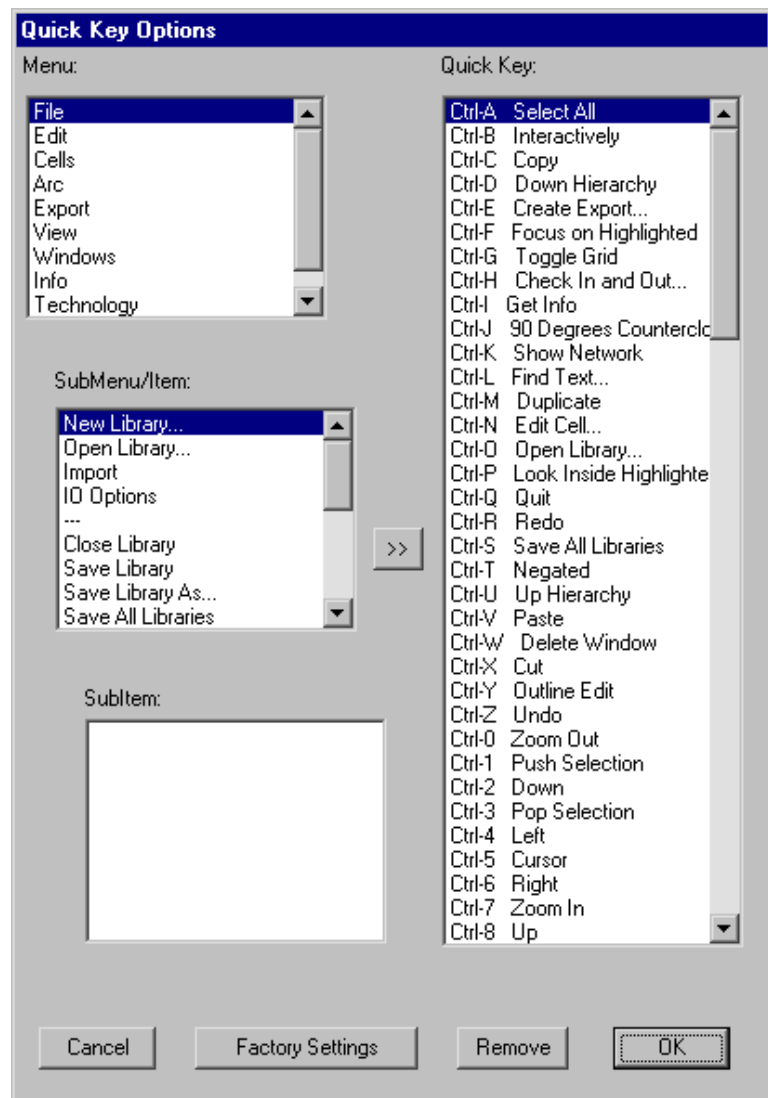 Quick Key Options
Menu:
File
Edit
Cells
Arc
Export
View
Windows
Info
Technology
SubMenu/Item:
New Library...
Open Library...
Import
IO Options
---
Close Library
Save Library
Save Library As...
Save All Libraries
>>
SubItem:
Quick Key:
Ctrl-A Select All
Ctrl-B Interactively
Ctrl-C Copy
Ctrl-D Down Hierarchy
Ctrl-E Create Export...
Ctrl-F Focus on Highlighted
Ctrl-G Toggle Grid
Ctrl-H Check In and Out...
Ctrl-I Get Info
Ctrl-J 90 Degrees Counterclo
Ctrl-K Show Network
Ctrl-L Find Text...
Ctrl-M Duplicate
Ctrl-N Edit Cell...
Ctrl-O Open Library...
Ctrl-P Look Inside Highlighte
Ctrl-Q Quit
Ctrl-R Redo
Ctrl-S Save All Libraries
Ctrl-T Negated
Ctrl-U Up Hierarchy
Ctrl-V Paste
Ctrl-W Delete Window
Ctrl-X Cut
Ctrl-Y Outline Edit
Ctrl-Z Undo
Ctrl-0 Zoom Out
Ctrl-1 Push Selection
Ctrl-2 Down
Ctrl-3 Pop Selection
Ctrl-4 Left
Ctrl-5 Cursor
Ctrl-6 Right
Ctrl-7 Zoom In
Ctrl-8 Up
Cancel
Factory Settings
Remove
OK